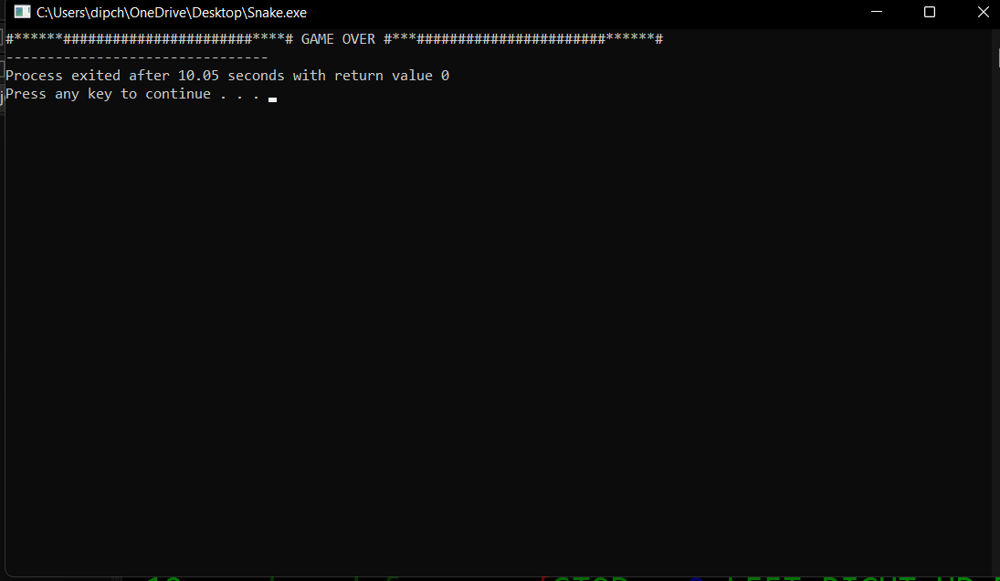 C:\Users\dipch\OneDrive\Desktop\Snake.exe
#*******#######################****# GAME OVER #***#######################******#
--------------------------------
Process exited after 10.05 seconds with return value 0
Press any key to continue . . .